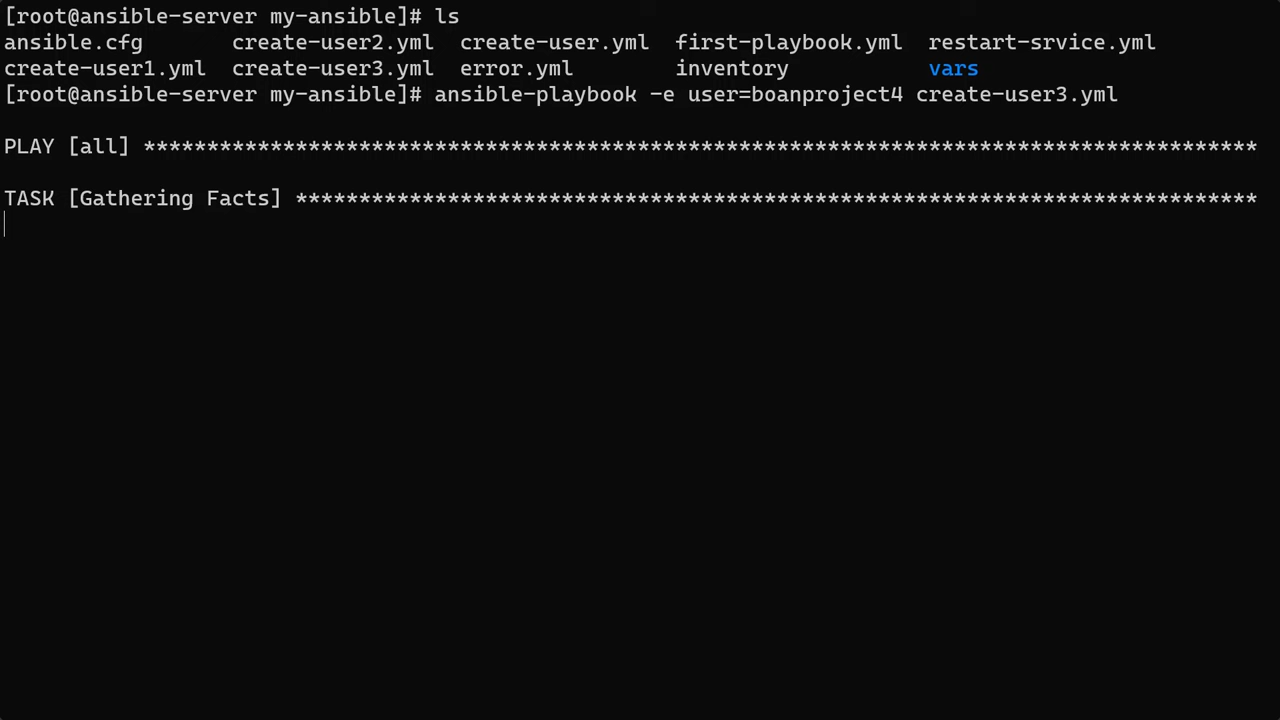 [root@ansible-server my-ansible]# ls
ansible.cfg       create-user2.yml  create-user.yml  first-playbook.yml  restart-srvice.yml
create-user1.yml  create-user3.yml  error.yml        inventory           vars
[root@ansible-server my-ansible]# ansible-playbook -e user=boanproject4 create-user3.yml
PLAY [all] ****************************************************************************************
TASK [Gathering Facts] ****************************************************************************